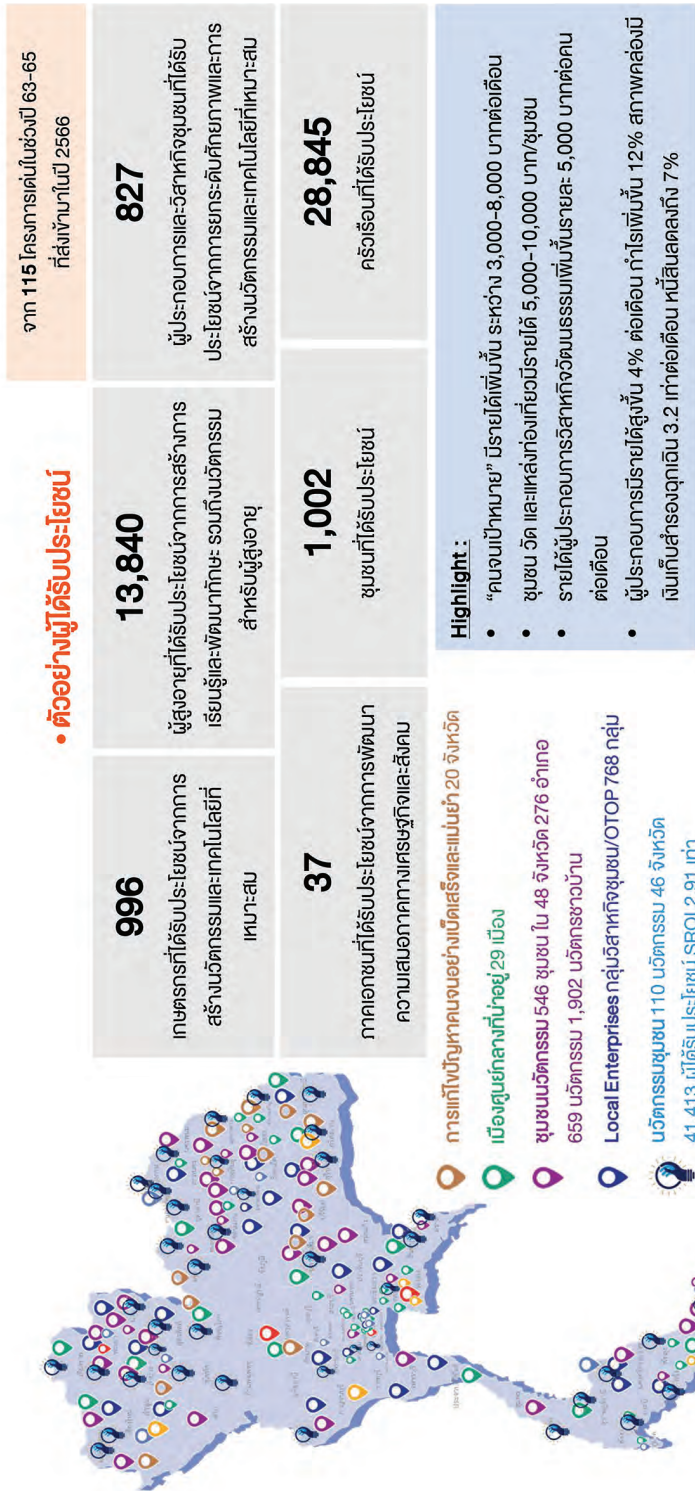 • ตัวอย่างผู้ได้รับประโยชน์
จาก 115 โครงการเด่นในช่วงปี 63-65
ที่ส่งเข้ามาในปี 2566
996
เกษตรกรที่ได้รับประโยชน์จากการ
สร้างนวัตกรรมและเทคโนโลยีที่
เหมาะสม
13,840
ผู้สูงอายุที่ได้รับประโยชน์จากการสร้างการ
เรียนรู้และพัฒนาทักษะ รวมถึงนวัตกรรม
สำหรับผู้สูงอายุ
827
ผู้ประกอบการและวิสาหกิจชุมชนที่ได้รับ
ประโยชน์จากการยกระดับศักยภาพและการ
สร้างนวัตกรรมและเทคโนโลยีที่เหมาะสม
37
ภาคเอกชนที่ได้รับประโยชน์จากการพัฒนา
ความเสมอภาคทางเศรษฐกิจและสังคม
1,002
ชุมชนที่ได้รับประโยชน์
28,845
ครัวเรือนที่ได้รับประโยชน์
การแก้ไขปัญหาคนจนอย่างเบ็ดเสร็จและแม่นยำ 20 จังหวัด
เมืองศูนย์กลางที่น่าอยู่ 29 เมือง
ชุมชนนวัตกรรม 546 ชุมชน ใน 48 จังหวัด 276 อำเภอ
659 นวัตกรรม 1,902 นวัตกรชาวบ้าน
Local Enterprises กลุ่มวิสาหกิจชุมชน/OTOP 768 กลุ่ม
นวัตกรรมชุมชน 110 นวัตกรรม 46 จังหวัด
41,413 ผู้ได้รับประโยชน์ SROI 2.91 เท่า
Highlight :
• “คนจนเป้าหมาย” มีรายได้เพิ่มขึ้น ระหว่าง 3,000-8,000 บาทต่อเดือน
• ชุมชน วัด และแหล่งท่องเที่ยวมีรายได้ 5,000-10,000 บาท/ชุมชน
• รายได้ผู้ประกอบการวิสาหกิจวัฒนธรรมเพิ่มขึ้นรายละ 5,000 บาทต่อคน
ต่อเดือน
• ผู้ประกอบการมีรายได้สูงขึ้น 4% ต่อเดือน กำไรเพิ่มขึ้น 12% สภาพคล่องมี
เงินเก็บสำรองฉุกเฉิน 3.2 เท่าต่อเดือน หนี้สินลดลงถึง 7%